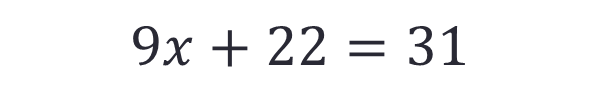 9x + 22 = 31